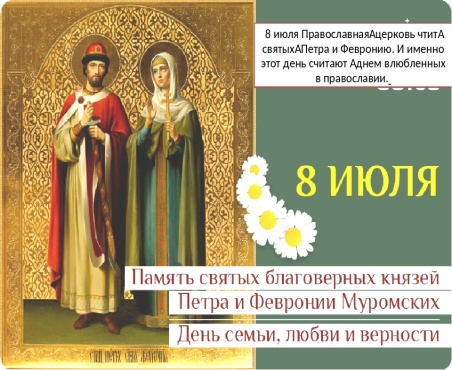 8 июля ПравославнаяАцерковь чтитА
святыхАПетра и Февронию. И именно
этот день считают Аднем влюбленных
в православии.
8 ИЮЛЯ
Память святых благоверных князей
Петра и Февронии Муромских
День семьи, любви и верности